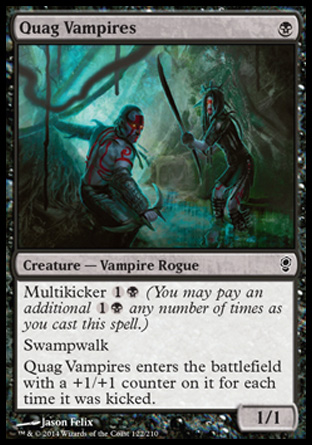 Quag Vampires
Creature — Vampire Rogue
Multikicker 1 (You may pay an
additional 1 any number of times as
you cast this spell.)
Swampwalk
Quag Vampires enters the battlefield
with a +1/+1 counter on it for each
time it was kicked.
1/1
Jason Felix
™ & © 2014 Wizards of the Coast 122/210